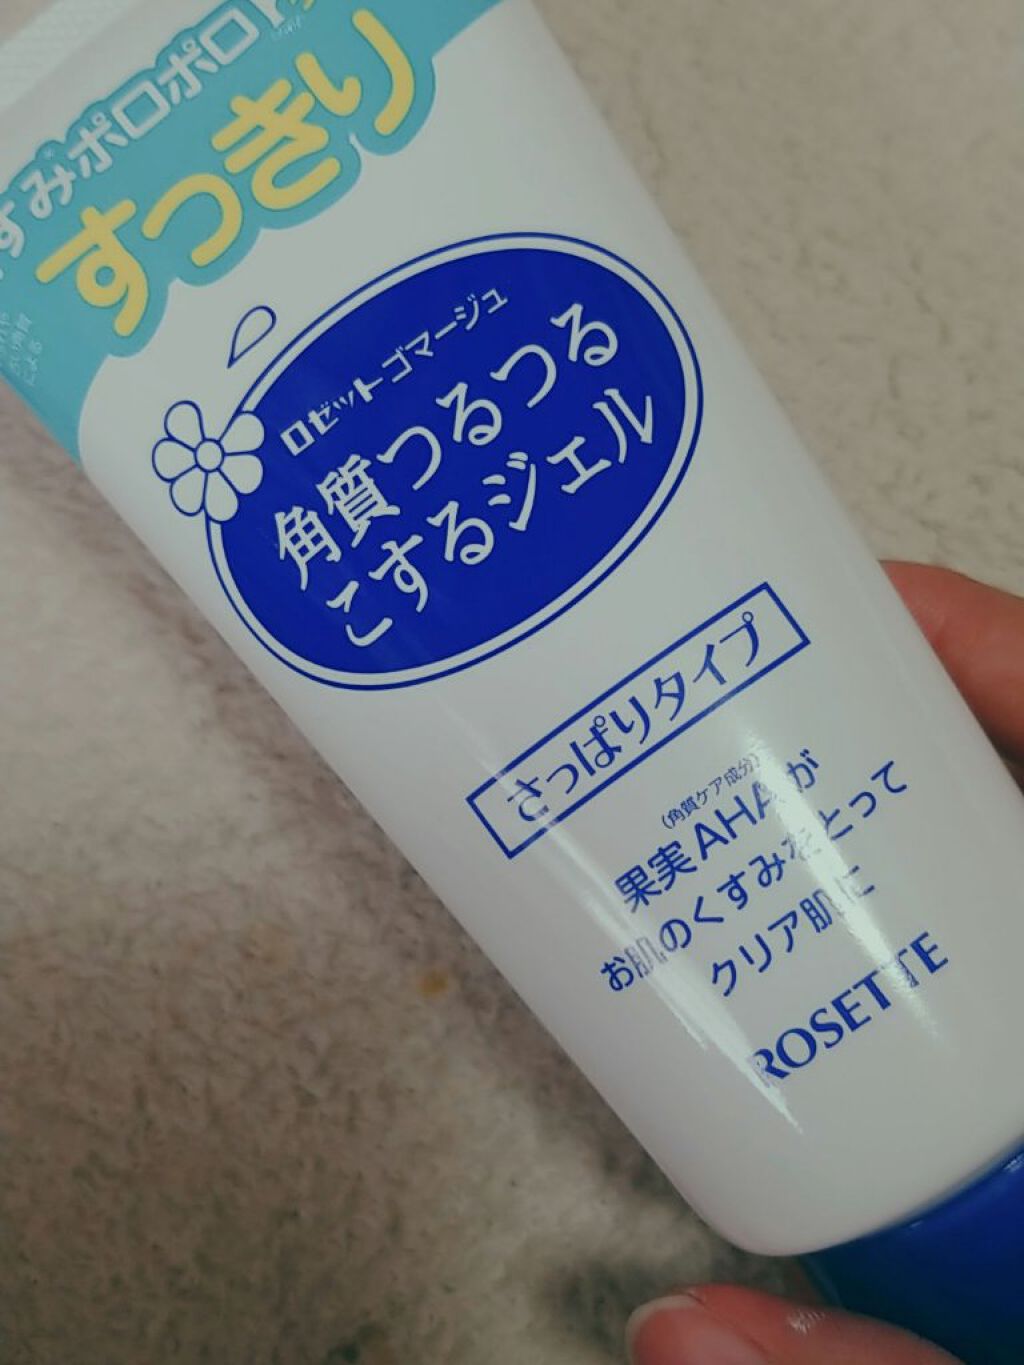 すみポロポロ
すっきり
ロゼットゴマージュ
角質つるつる
こするジェル
さっぱりタイプ
(角質ケア成分)
果実AHAが
お肌のくすみをとって
クリア肌に
ROSETTE